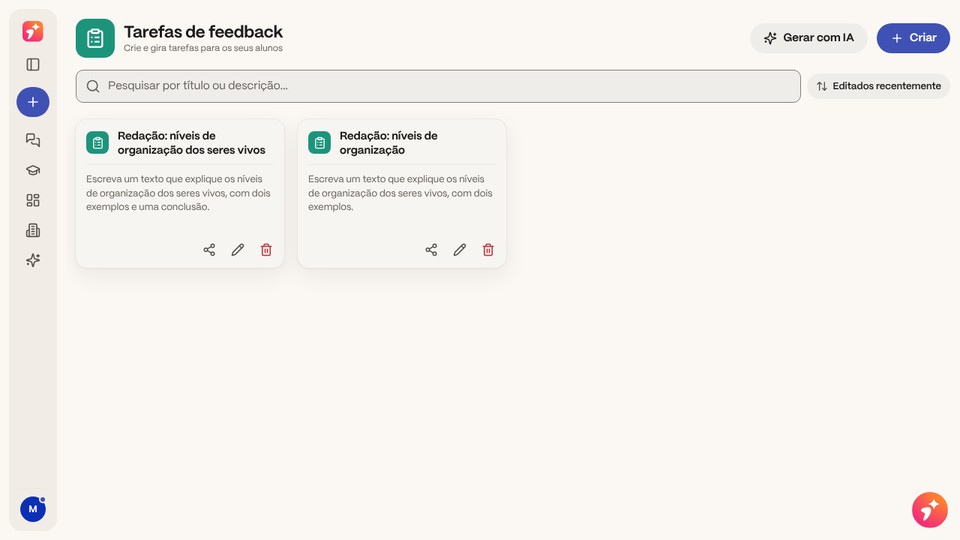 Tarefas de feedback
Crie e gira tarefas para os seus alunos
Gerar com IA
Criar
Pesquisar por título ou descrição...
Editados recentemente
Redação: níveis de
organização dos seres vivos
Escreva um texto que explique os níveis
de organização dos seres vivos, com dois
exemplos e uma conclusão.
Redação: níveis de
organização
Escreva um texto que explique os níveis
de organização dos seres vivos, com dois
exemplos.
M